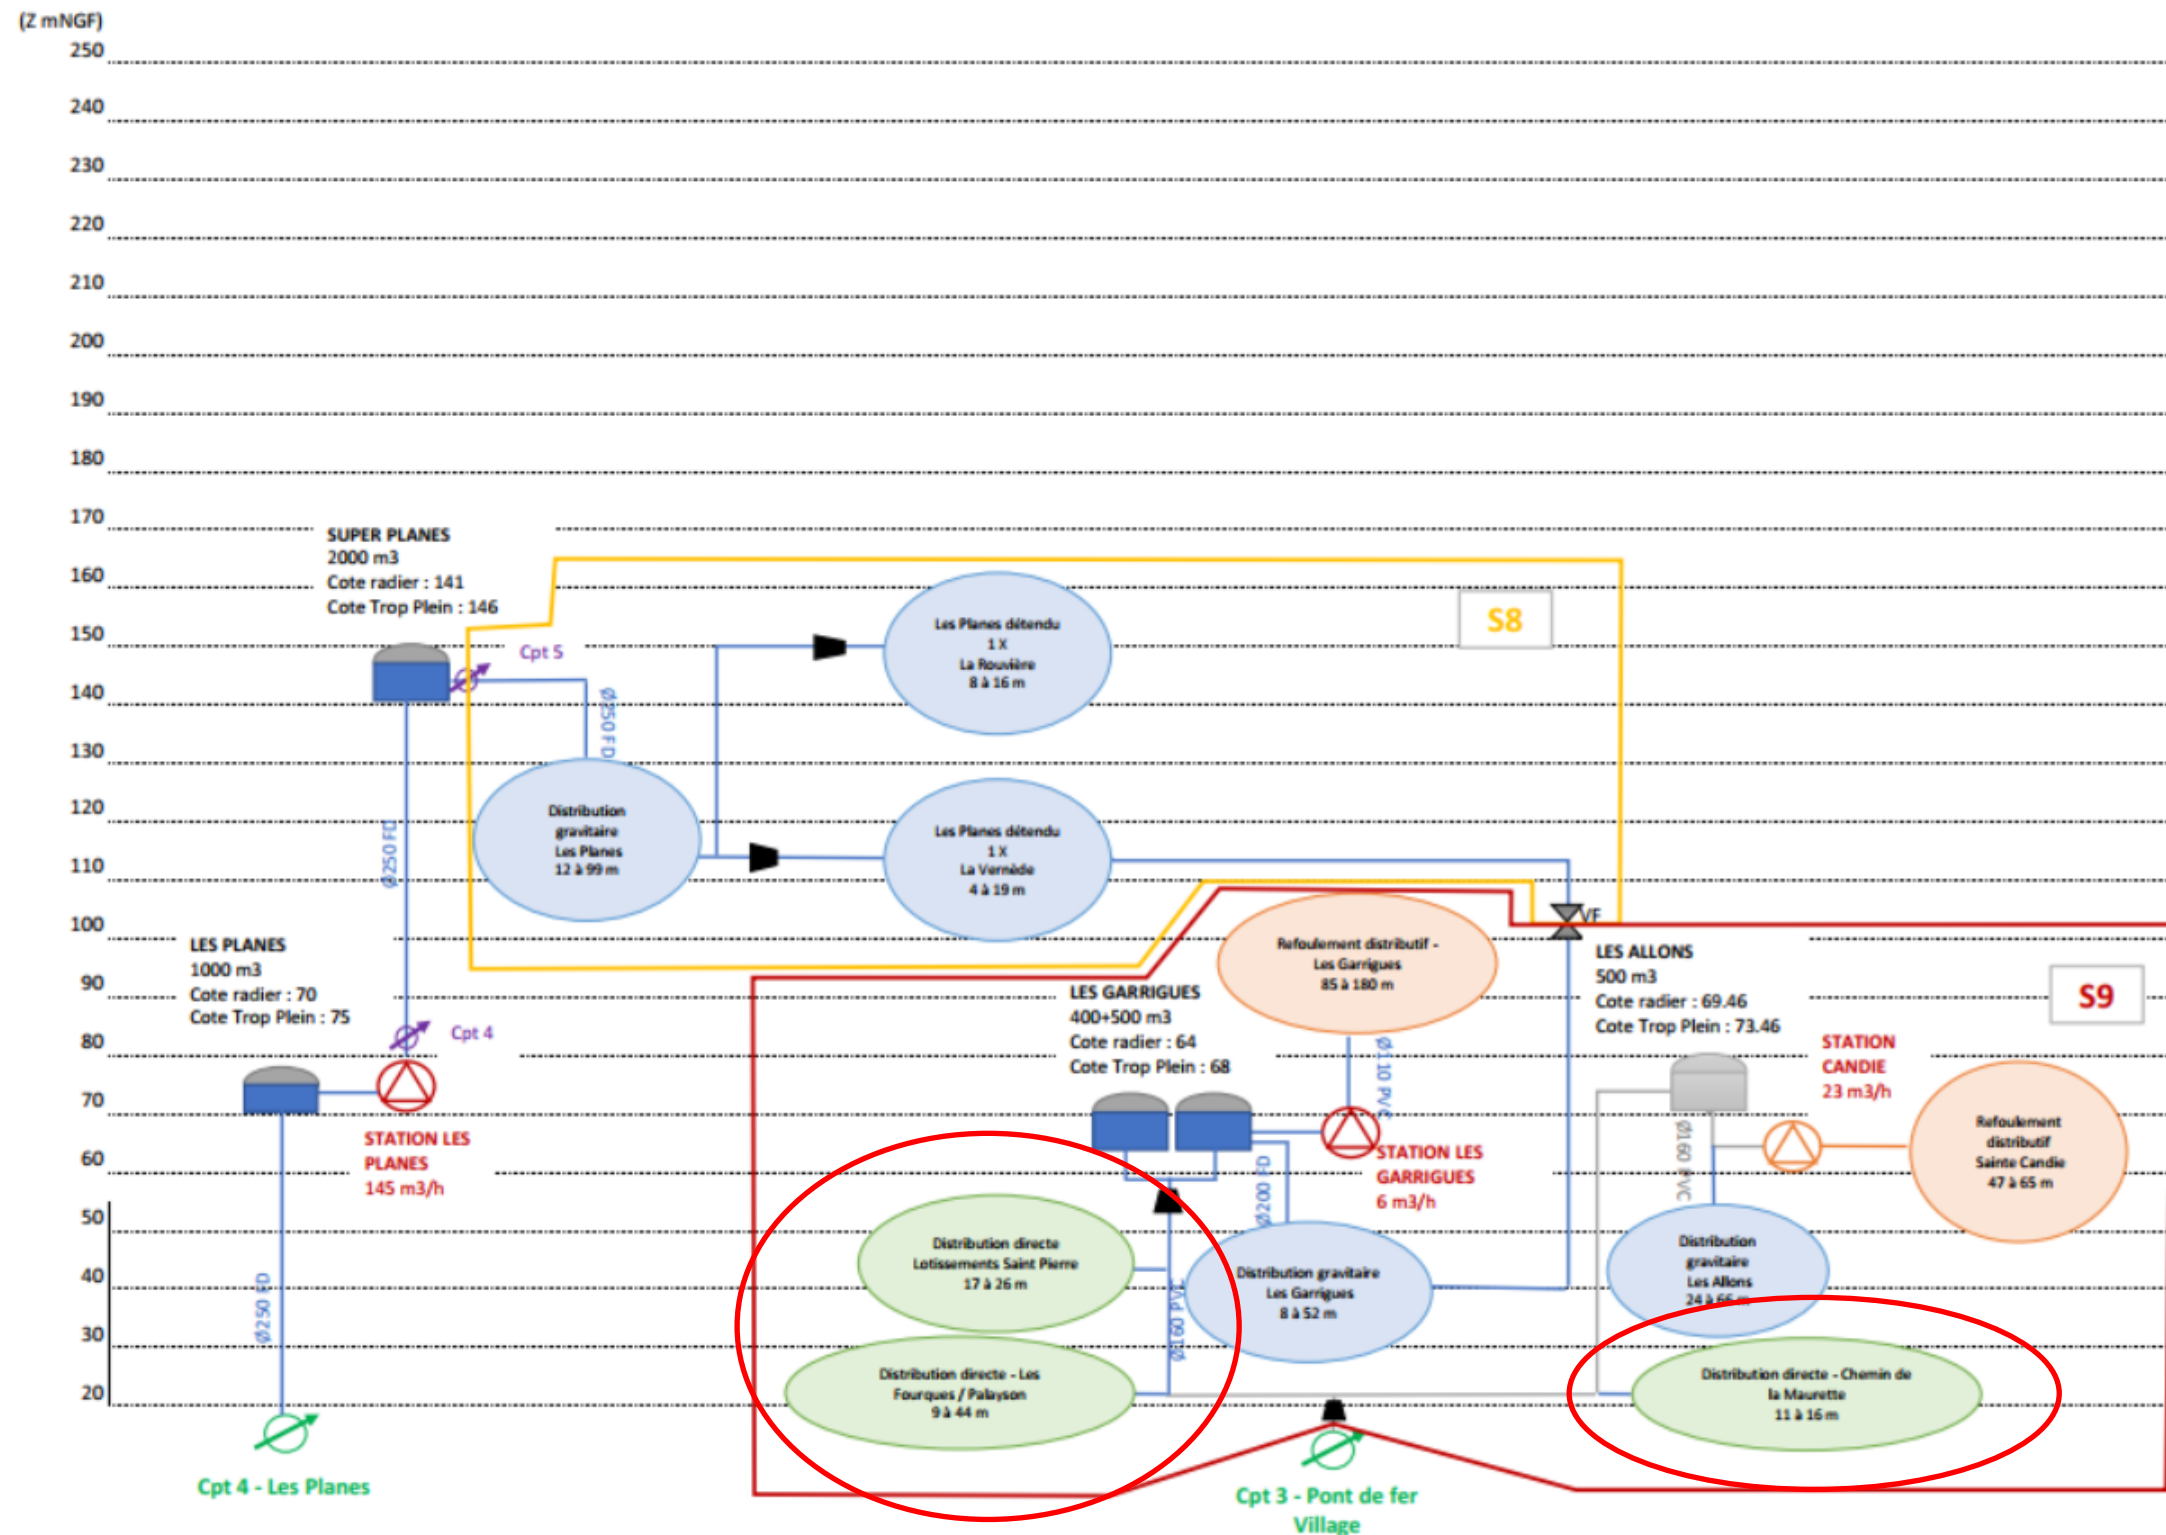 (Z mNGF)
250
240
230
220
210
200
190
180
170
160
150
140
130
120
110
100
90
80
70
60
50
40
30
20
SUPER PLANES
2000 m3
Cote radier : 141
Cote Trop Plein : 146
Cpt 5
Ø250 FD
Les Planes détendu
1 X
La Rouvière
8 à 16 m
S8
Distribution
gravitaire
Les Planes
12 à 99 m
Les Planes détendu
1 X
La Vernède
4 à 19 m
Ø250 FD
VF
LES PLANES
1000 m3
Cote radier : 70
Cote Trop Plein : 75
Cpt 4
STATION LES
PLANES
145 m3/h
Ø250 FD
Cpt 4 - Les Planes
Refoulement distributif -
Les Garrigues
85 à 180 m
LES GARRIGUES
400+500 m3
Cote radier : 64
Cote Trop Plein : 68
Ø110 PVC
STATION LES
GARRIGUES
6 m3/h
Ø200 FD
Distribution directe
Lotissements Saint Pierre
17 à 26 m
Distribution gravitaire
Les Garrigues
8 à 52 m
Ø160 PVC
Distribution directe - Les
Fourques / Palayson
9 à 44 m
Cpt 3 - Pont de fer
Village
LES ALLONS
500 m3
Cote radier : 69.46
Cote Trop Plein : 73.46
S9
STATION
CANDIE
23 m3/h
Ø160 PVC
Refoulement
distributif
Sainte Candie
47 à 65 m
Distribution
gravitaire
Les Allons
24 à 66 m
Distribution directe - Chemin de
la Maurette
11 à 16 m